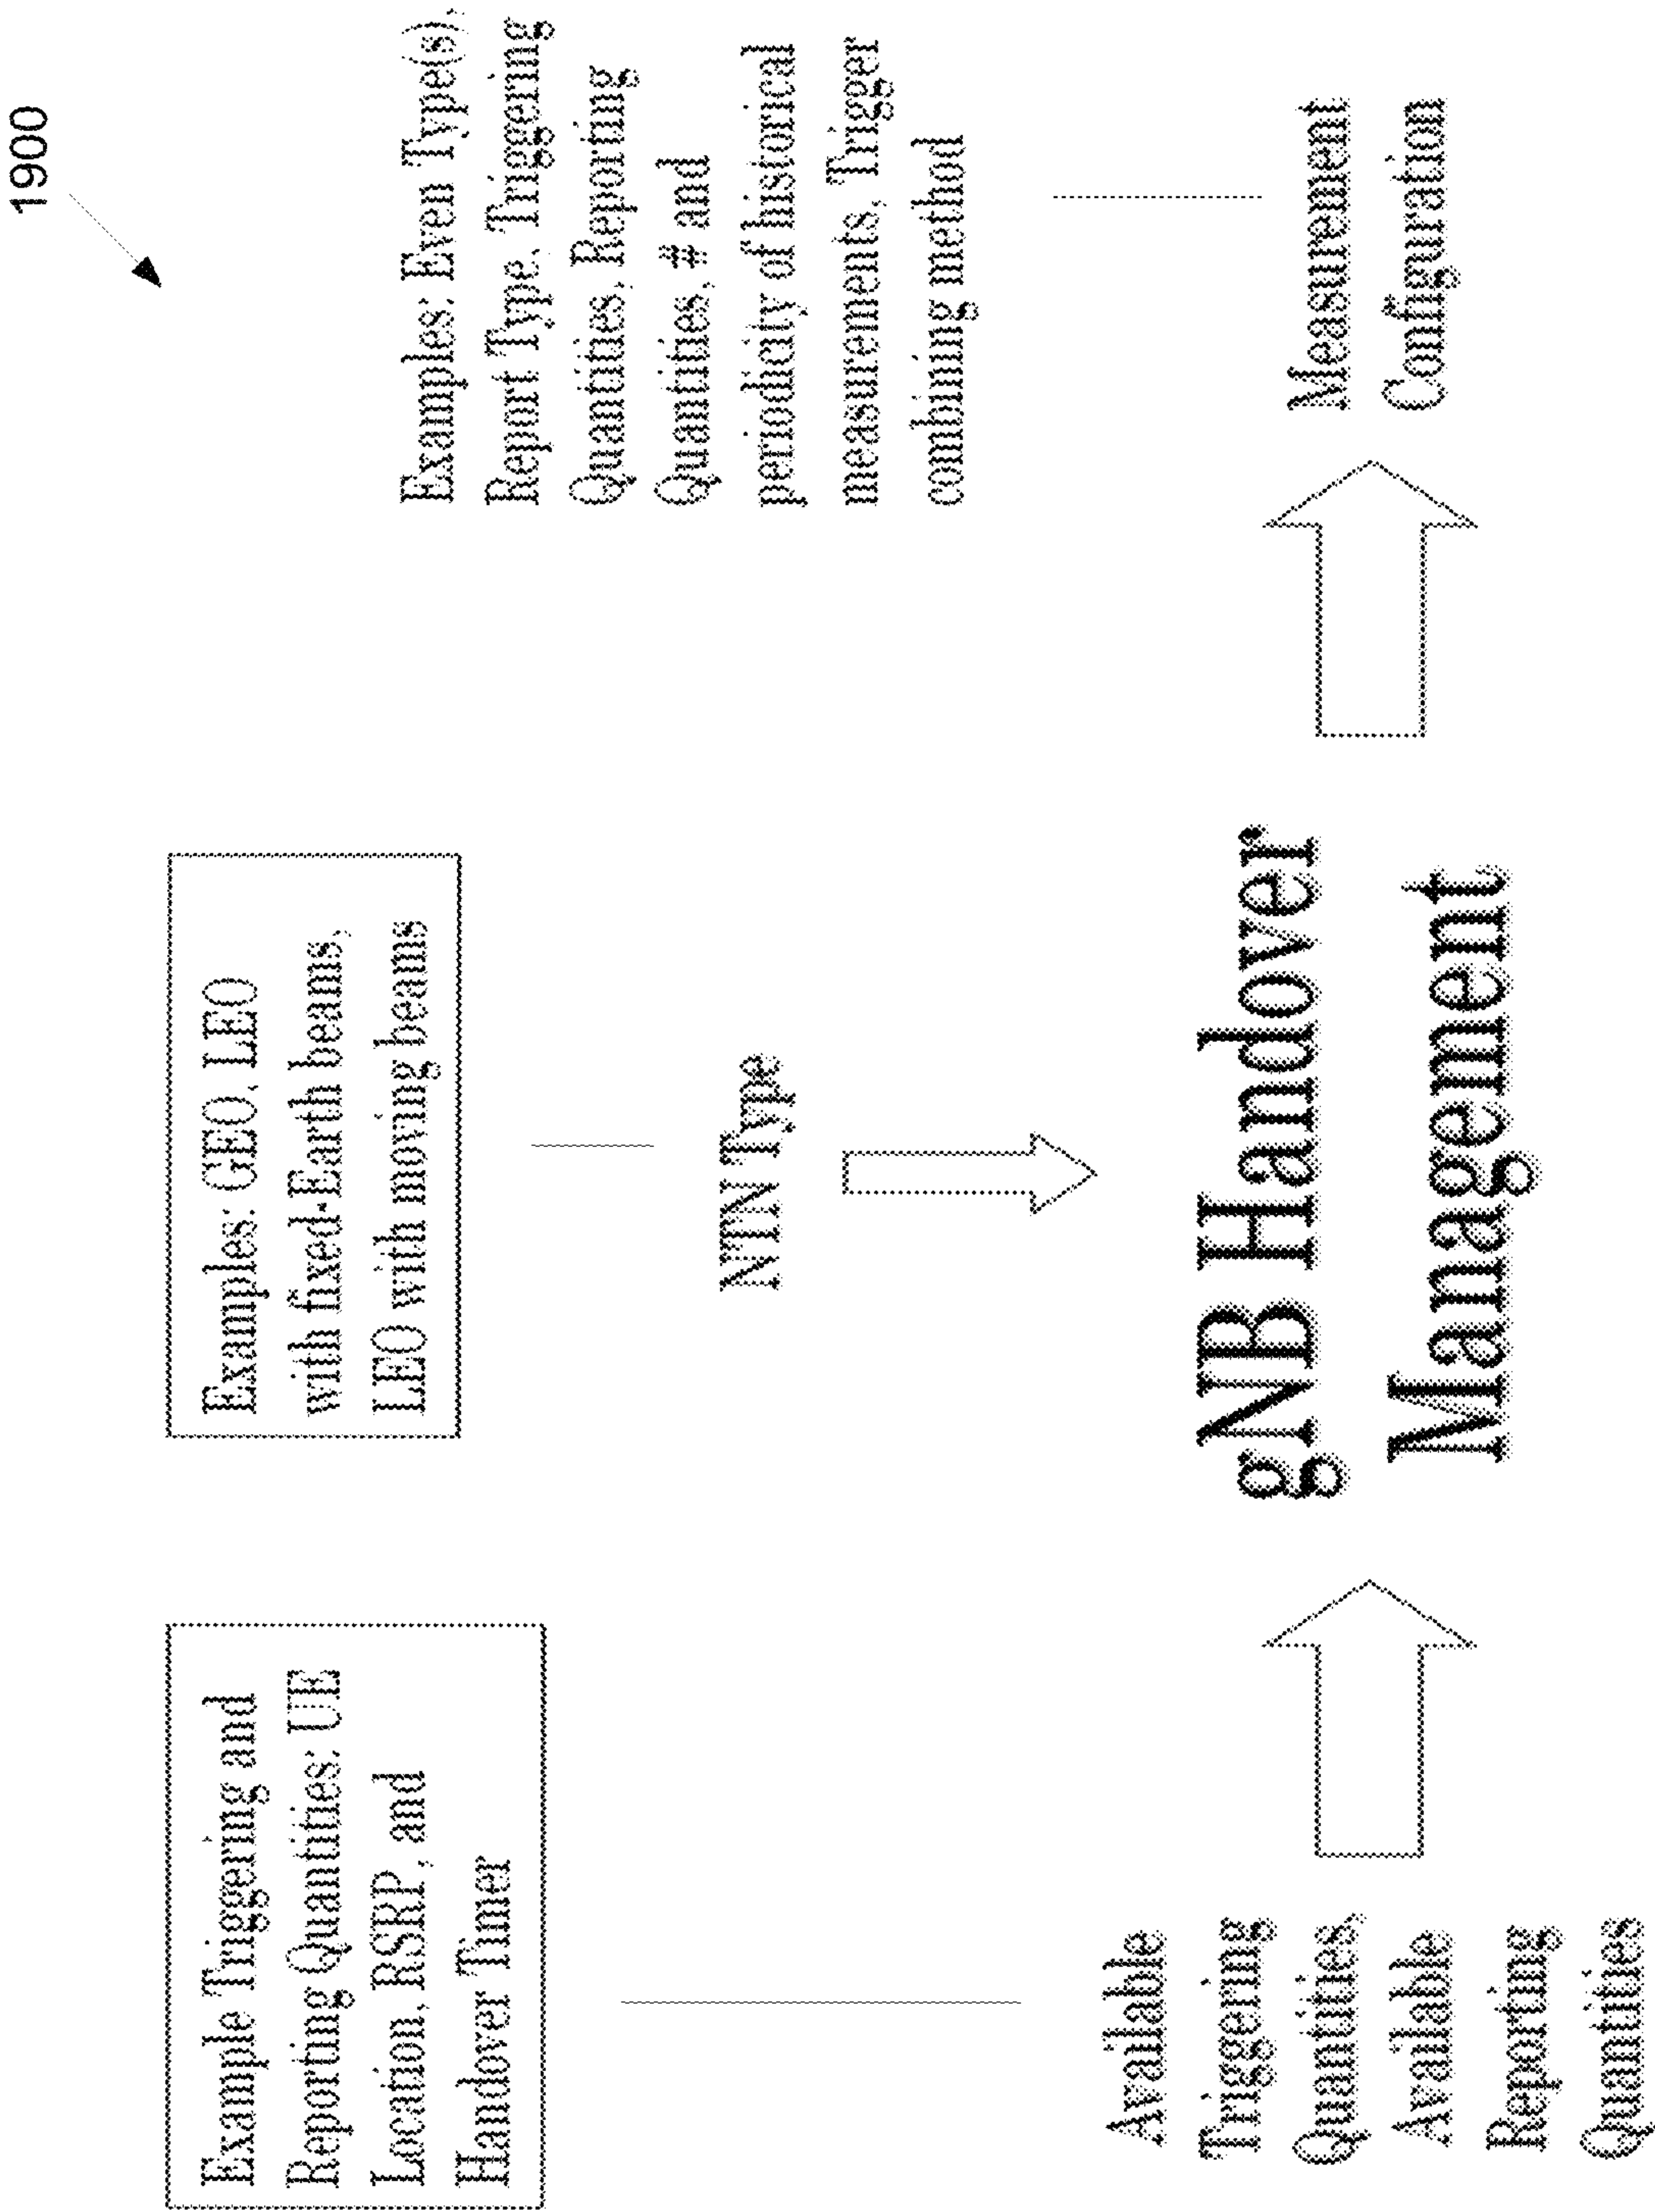 1900
Example Triggering and
Reporting Quantities: UE
Location, RSRP, and
Handover Timer
Examples: GEO, LEO
with fixed-Earth beams,
LEO with moving beams
Examples: Even Type(s),
Report Type, Triggering
Quantities, Reporting
Quantities, # and
periodicity of historical
measurements, Trigger
combining method
NTN Type
Available
Triggering
Quantities,
Available
Reporting
Quantities
gNB Handover
Management
Measurement
Configuration